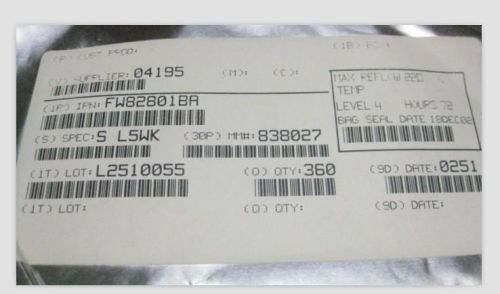 (P) CUST PROD:
(1B) BOX:
(V) SUPPLIER: 04195 (M): (C):
MAX REFLOW 220 C
TEMP
LEVEL 4 HOURS 72
BAG SEAL DATE 18DEC02
(1P) IPN: FW82801BA
(S) SPEC: S L5WK (30P) MM#: 838027
(1T) LOT: L2510055 (Q) QTY: 360 (9D) DATE: 0251
(1T) LOT: (Q) QTY: (9D) DATE: